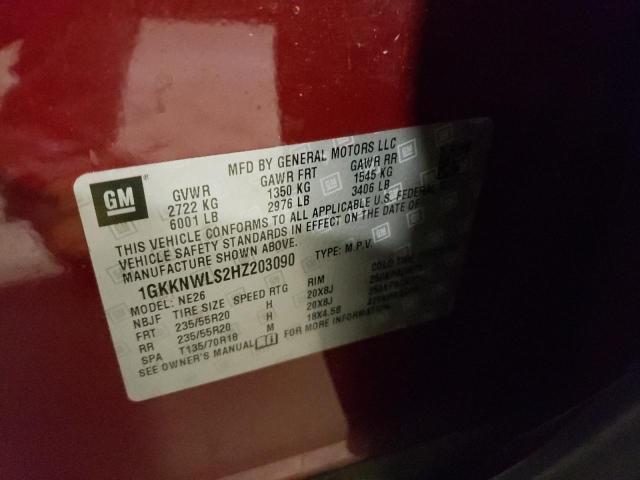 MFD BY GENERAL MOTORS LLC
GM
GVWR GAWR FRT GAWR RR
2722 KG 1350 KG 1545 KG
6001 LB 2976 LB 3406 LB
THIS VEHICLE CONFORMS TO ALL APPLICABLE U.S. FEDERAL
VEHICLE SAFETY STANDARDS IN EFFECT ON THE DATE OF
MANUFACTURE SHOWN ABOVE.
1GKKNWLS2HZ203090 TYPE: M.P.V.
MODEL: NE26
NBJF TIRE SIZE SPEED RTG RIM COLD
FRT 235/55R20 H 20X8J
RR 235/55R20 H 20X8J
SPA T135/70R18 M 18X4.5B
SEE OWNER'S MANUAL FOR MORE INFORMATION.